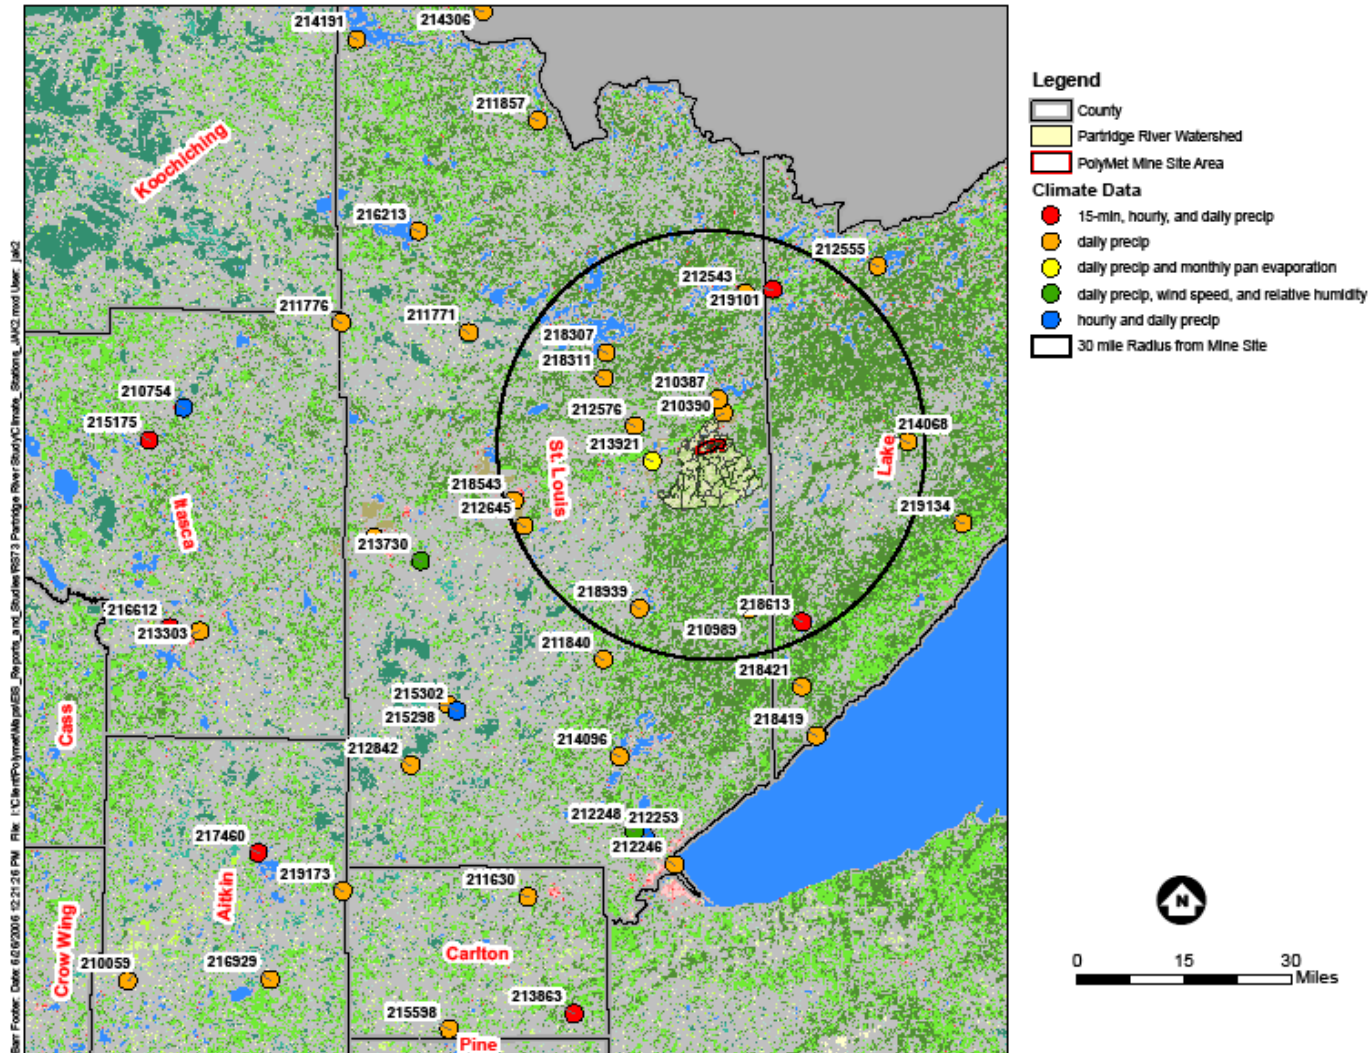 214191
214306
211857
Koochiching
216213
212555
212543
219101
211776
211771
218307
218311
210754
210387
215175
210390
212576
214068
213921
St. Louis
Lake
218543
212645
Itasca
219134
213730
218939
218613
216612
213303
210989
211840
218421
215302
215298
Cass
218419
212842
214096
212248
212253
212246
217460
219173
211630
Aitkin
Crow Wing
Carlton
210059
216929
213863
215598
Pine
Legend
County
Partridge River Watershed
PolyMet Mine Site Area
Climate Data
15-min, hourly, and daily precip
daily precip
daily precip and monthly pan evaporation
daily precip, wind speed, and relative humidity
hourly and daily precip
30 mile Radius from Mine Site
N
0 15 30
Miles